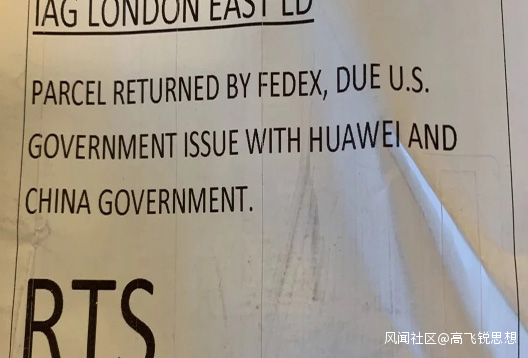 IAG LONDON EAST LD
PARCEL RETURNED BY FEDEX, DUE U.S.
GOVERNMENT ISSUE WITH HUAWEI AND
CHINA GOVERNMENT.
RTS
风闻社区@高飞锐思想